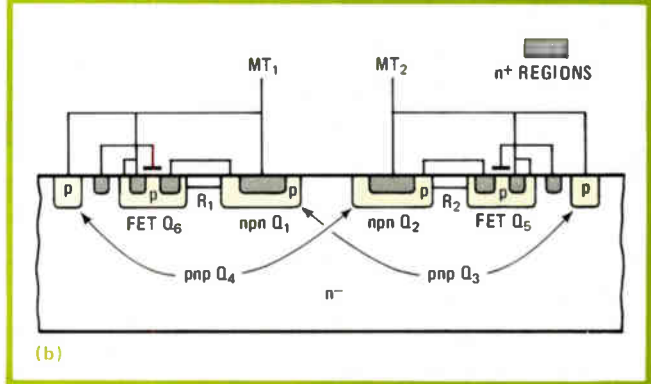 MT1 MT2
n+ REGIONS
p p p p p p
R1 R2
FET Q6 npn Q1 npn Q2 FET Q5
pnp Q4 pnp Q3
n−
(b)